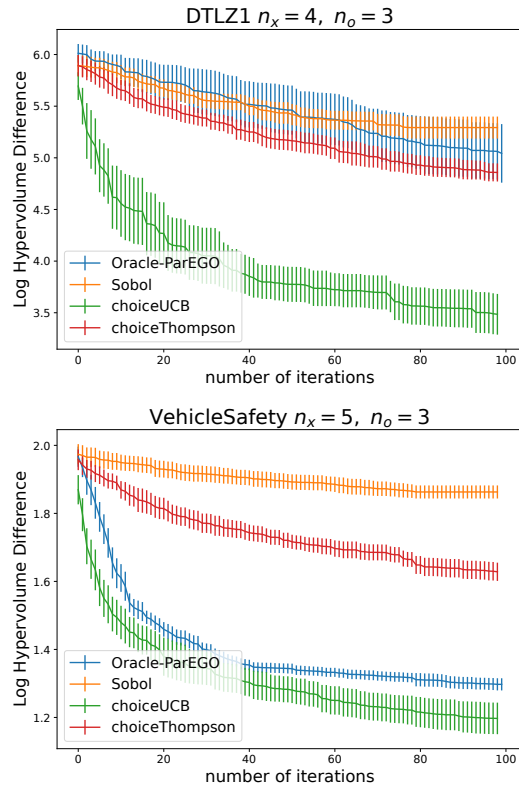 DTLZ1 n_x = 4, n_o = 3
Log Hypervolume Difference
6.0
5.5
5.0
4.5
4.0
3.5
Oracle-ParEGO
Sobol
choiceUCB
choiceThompson
0 20 40 60 80 100
number of iterations
VehicleSafety n_x = 5, n_o = 3
Log Hypervolume Difference
2.0
1.8
1.6
1.4
1.2
Oracle-ParEGO
Sobol
choiceUCB
choiceThompson
0 20 40 60 80 100
number of iterations